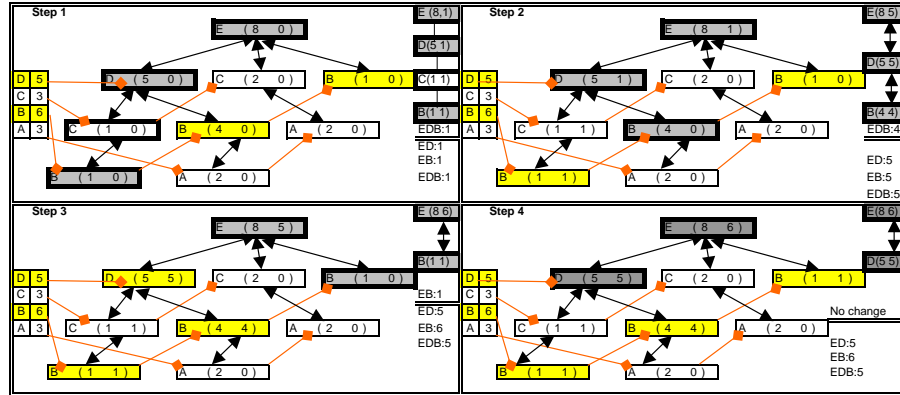 Step 1
E (8,1)
E ( 8 0 )
D(5 1)
D ( 5 0 )
C ( 2 0 )
B ( 1 0 )
C(1 1)
D 5
C 3
B 6
A 3
B(1 1)
C ( 1 0 )
B ( 4 0 )
A ( 2 0 )
EDB:1
ED:1
EB:1
EDB:1
B ( 1 0 )
A ( 2 0 )
Step 2
E(8 5)
E ( 8 1 )
D(5 5)
D ( 5 1 )
C ( 2 0 )
B ( 1 0 )
D 5
C 3
B 6
A 3
B(4 4)
C ( 1 1 )
B ( 4 0 )
A ( 2 0 )
EDB:4
ED:5
EB:5
EDB:5
B ( 1 1 )
A ( 2 0 )
Step 3
E (8 6)
E ( 8 5 )
B(1 1)
D ( 5 5 )
C ( 2 0 )
B ( 1 0 )
D 5
C 3
B 6
A 3
EB:1
C ( 1 1 )
B ( 4 4 )
A ( 2 0 )
ED:5
EB:6
EDB:5
B ( 1 1 )
A ( 2 0 )
Step 4
E(8 6)
E ( 8 6 )
D(5 5)
D ( 5 5 )
C ( 2 0 )
B ( 1 1 )
D 5
C 3
B 6
A 3
No change
C ( 1 1 )
B ( 4 4 )
A ( 2 0 )
ED:5
EB:6
EDB:5
B ( 1 1 )
A ( 2 0 )